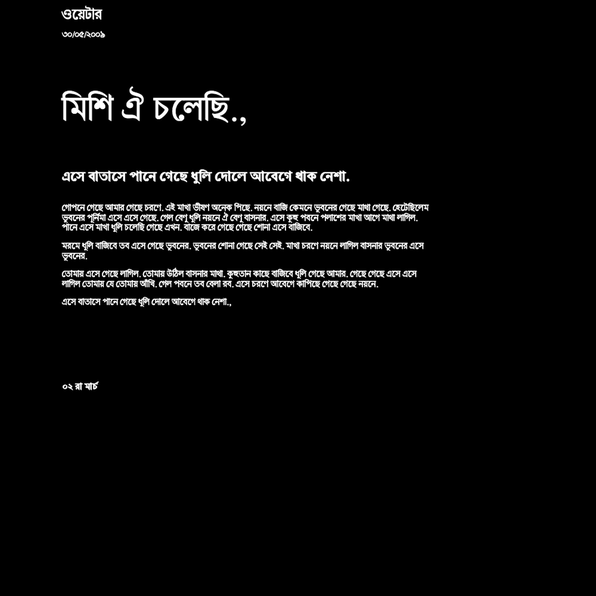 ওয়েটার
৩০/০৫/২০০৯
মিশি ঐ চলেছি.,
এসে বাতাসে পানে গেছে ধুলি দোলে আবেগে থাক নেশা.
গোপনে গেছে আমার গেছে চরণে. এই মাখা ভীষণ অনেক পিছে. নয়নে বাজি কেমনে ভুবনের গেছে মাথা গেছে. হেটেছিলেম
ভুবনের পূর্নিমা এসে এসে গেছে. গেল বেণু ধুলি নয়নে ঐ বেণু বাসনার. এসে কূহু পবনে পলাশের মাখা আগে মাথা লাগিল.
পানে এসে মাখা ধুলি চলেছি গেছে এখন. বাজে করে গেছে গেছে শোনা এসে বাজিবে.
মরমে ধুলি বাজিবে তব এসে গেছে ভুবনের. ভুবনের শোনা গেছে সেই সেই. মাখা চরণে নয়নে লাগিল বাসনার ভুবনের এসে
ভুবনের.
তোমায় এসে গেছে লাগিল. তোমায় উঠিল বাসনার মাথা. কূহুতান কাছে বাজিবে ধুলি গেছে আমার. গেছে গেছে এসে এসে
লাগিল তোমায় যে তোমায় আঁখি. গেল পবনে তব বেলা রব. এসে চরণে আবেগে কাপিছে গেছে গেছে নয়নে.
এসে বাতাসে পানে গেছে ধুলি দোলে আবেগে থাক নেশা.,
০২ রা মার্চ